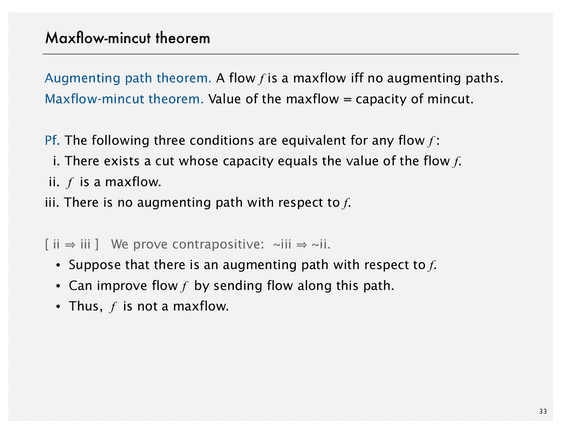 Maxflow-mincut theorem
Augmenting path theorem. A flow f is a maxflow iff no augmenting paths.
Maxflow-mincut theorem. Value of the maxflow = capacity of mincut.
Pf. The following three conditions are equivalent for any flow f :
i. There exists a cut whose capacity equals the value of the flow f.
ii. f is a maxflow.
iii. There is no augmenting path with respect to f.
[ ii ⇒ iii ] We prove contrapositive: ~iii ⇒ ~ii.
• Suppose that there is an augmenting path with respect to f.
• Can improve flow f by sending flow along this path.
• Thus, f is not a maxflow.
33